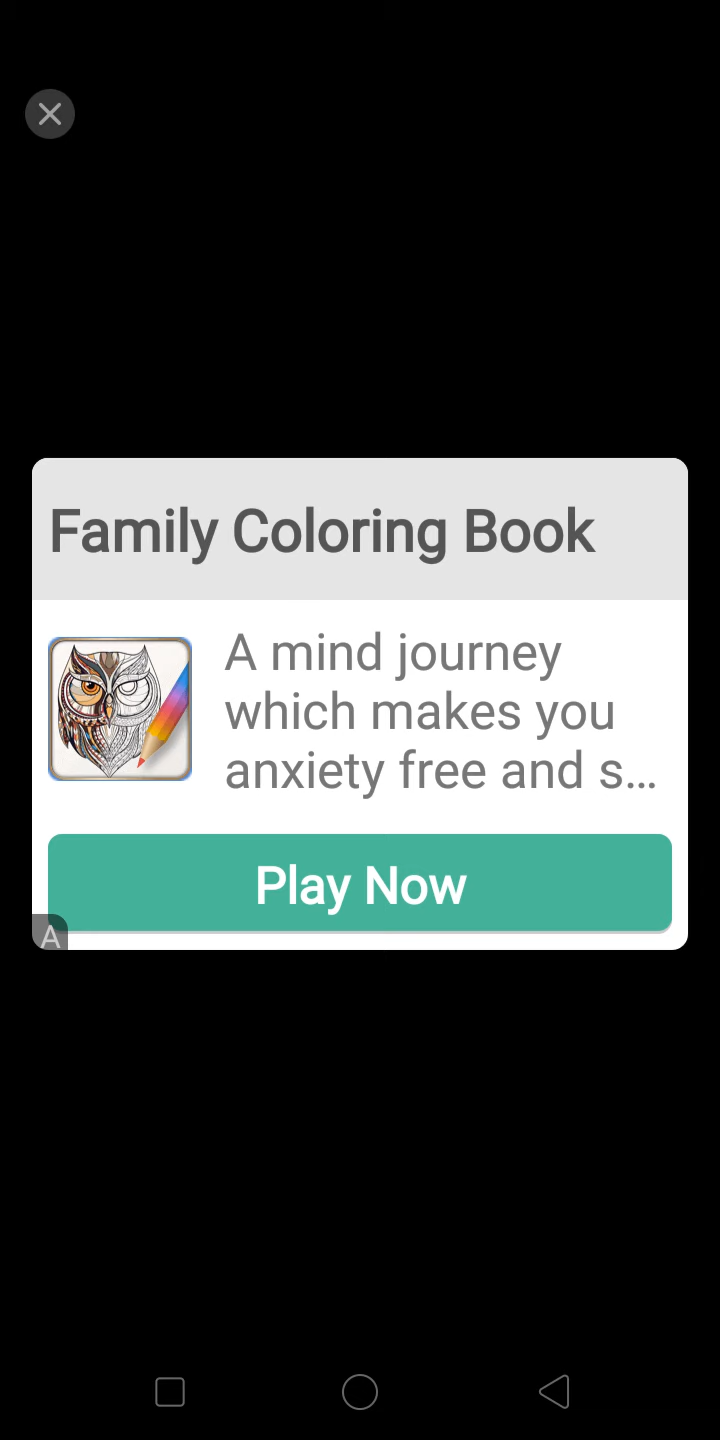 Family Coloring Book
A mind journey
which makes you
anxiety free and s...
Play Now
A